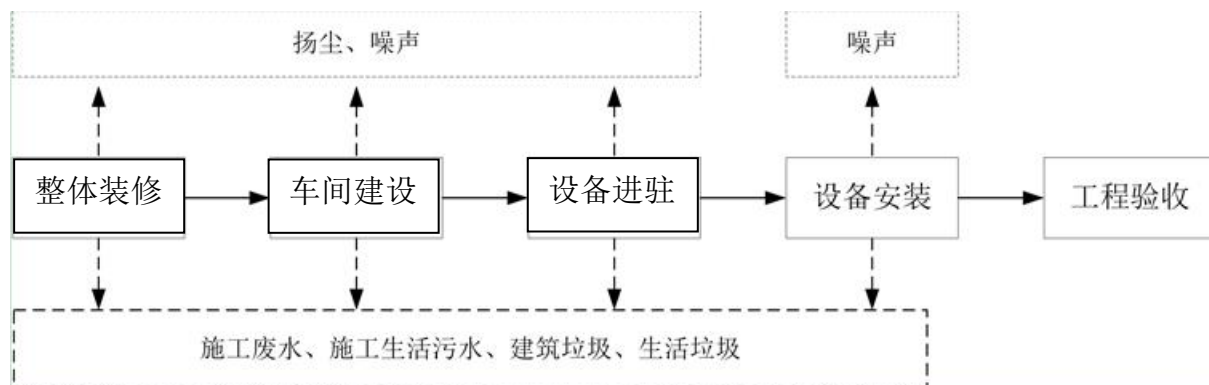 扬尘、噪声
噪声
整体装修
车间建设
设备进驻
设备安装
工程验收
施工废水、施工生活污水、建筑垃圾、生活垃圾